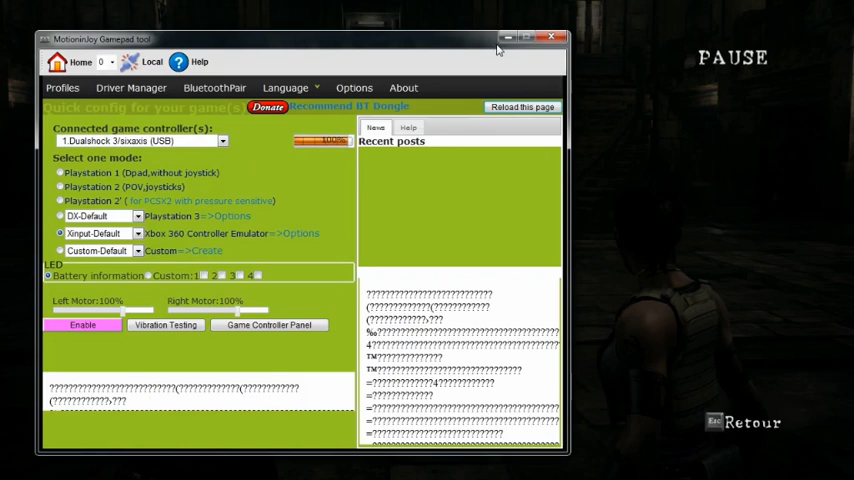 MotioninJoy Gamepad tool
Home 0 Local Help
Profiles Driver Manager BluetoothPair Language Options About
Quick config for your game(s) Donate Recommend BT Dongle Reload this page
Connected game controller(s):
1.Dualshock 3/sixaxis (USB) 100%
Select one mode:
Playstation 1 (Dpad,without joystick)
Playstation 2 (POV,joysticks)
Playstation 2' ( for PCSX2 with pressure sensitive)
DX-Default Playstation 3=>Options
Xinput-Default Xbox 360 Controller Emulator=>Options
Custom-Default Custom=>Create
LED
Battery information Custom:1 2 3 4
Left Motor:100% Right Motor:100%
Enable Vibration Testing Game Controller Panel
???????????????????????????(?????????????(????????????
(????????????›???
News Help
Recent posts
???????????????????????????
(?????????????(????????????
(????????????›???
‰??????????????????????????????????????
4????????????????????????????????????????
™?????????????
™??????????????????????????????
=?????????????4????????????
=?????????????
=????????????????????????????????????????
=????????????????????????????????????????
=????????????????????????????
PAUSE
Esc Retour